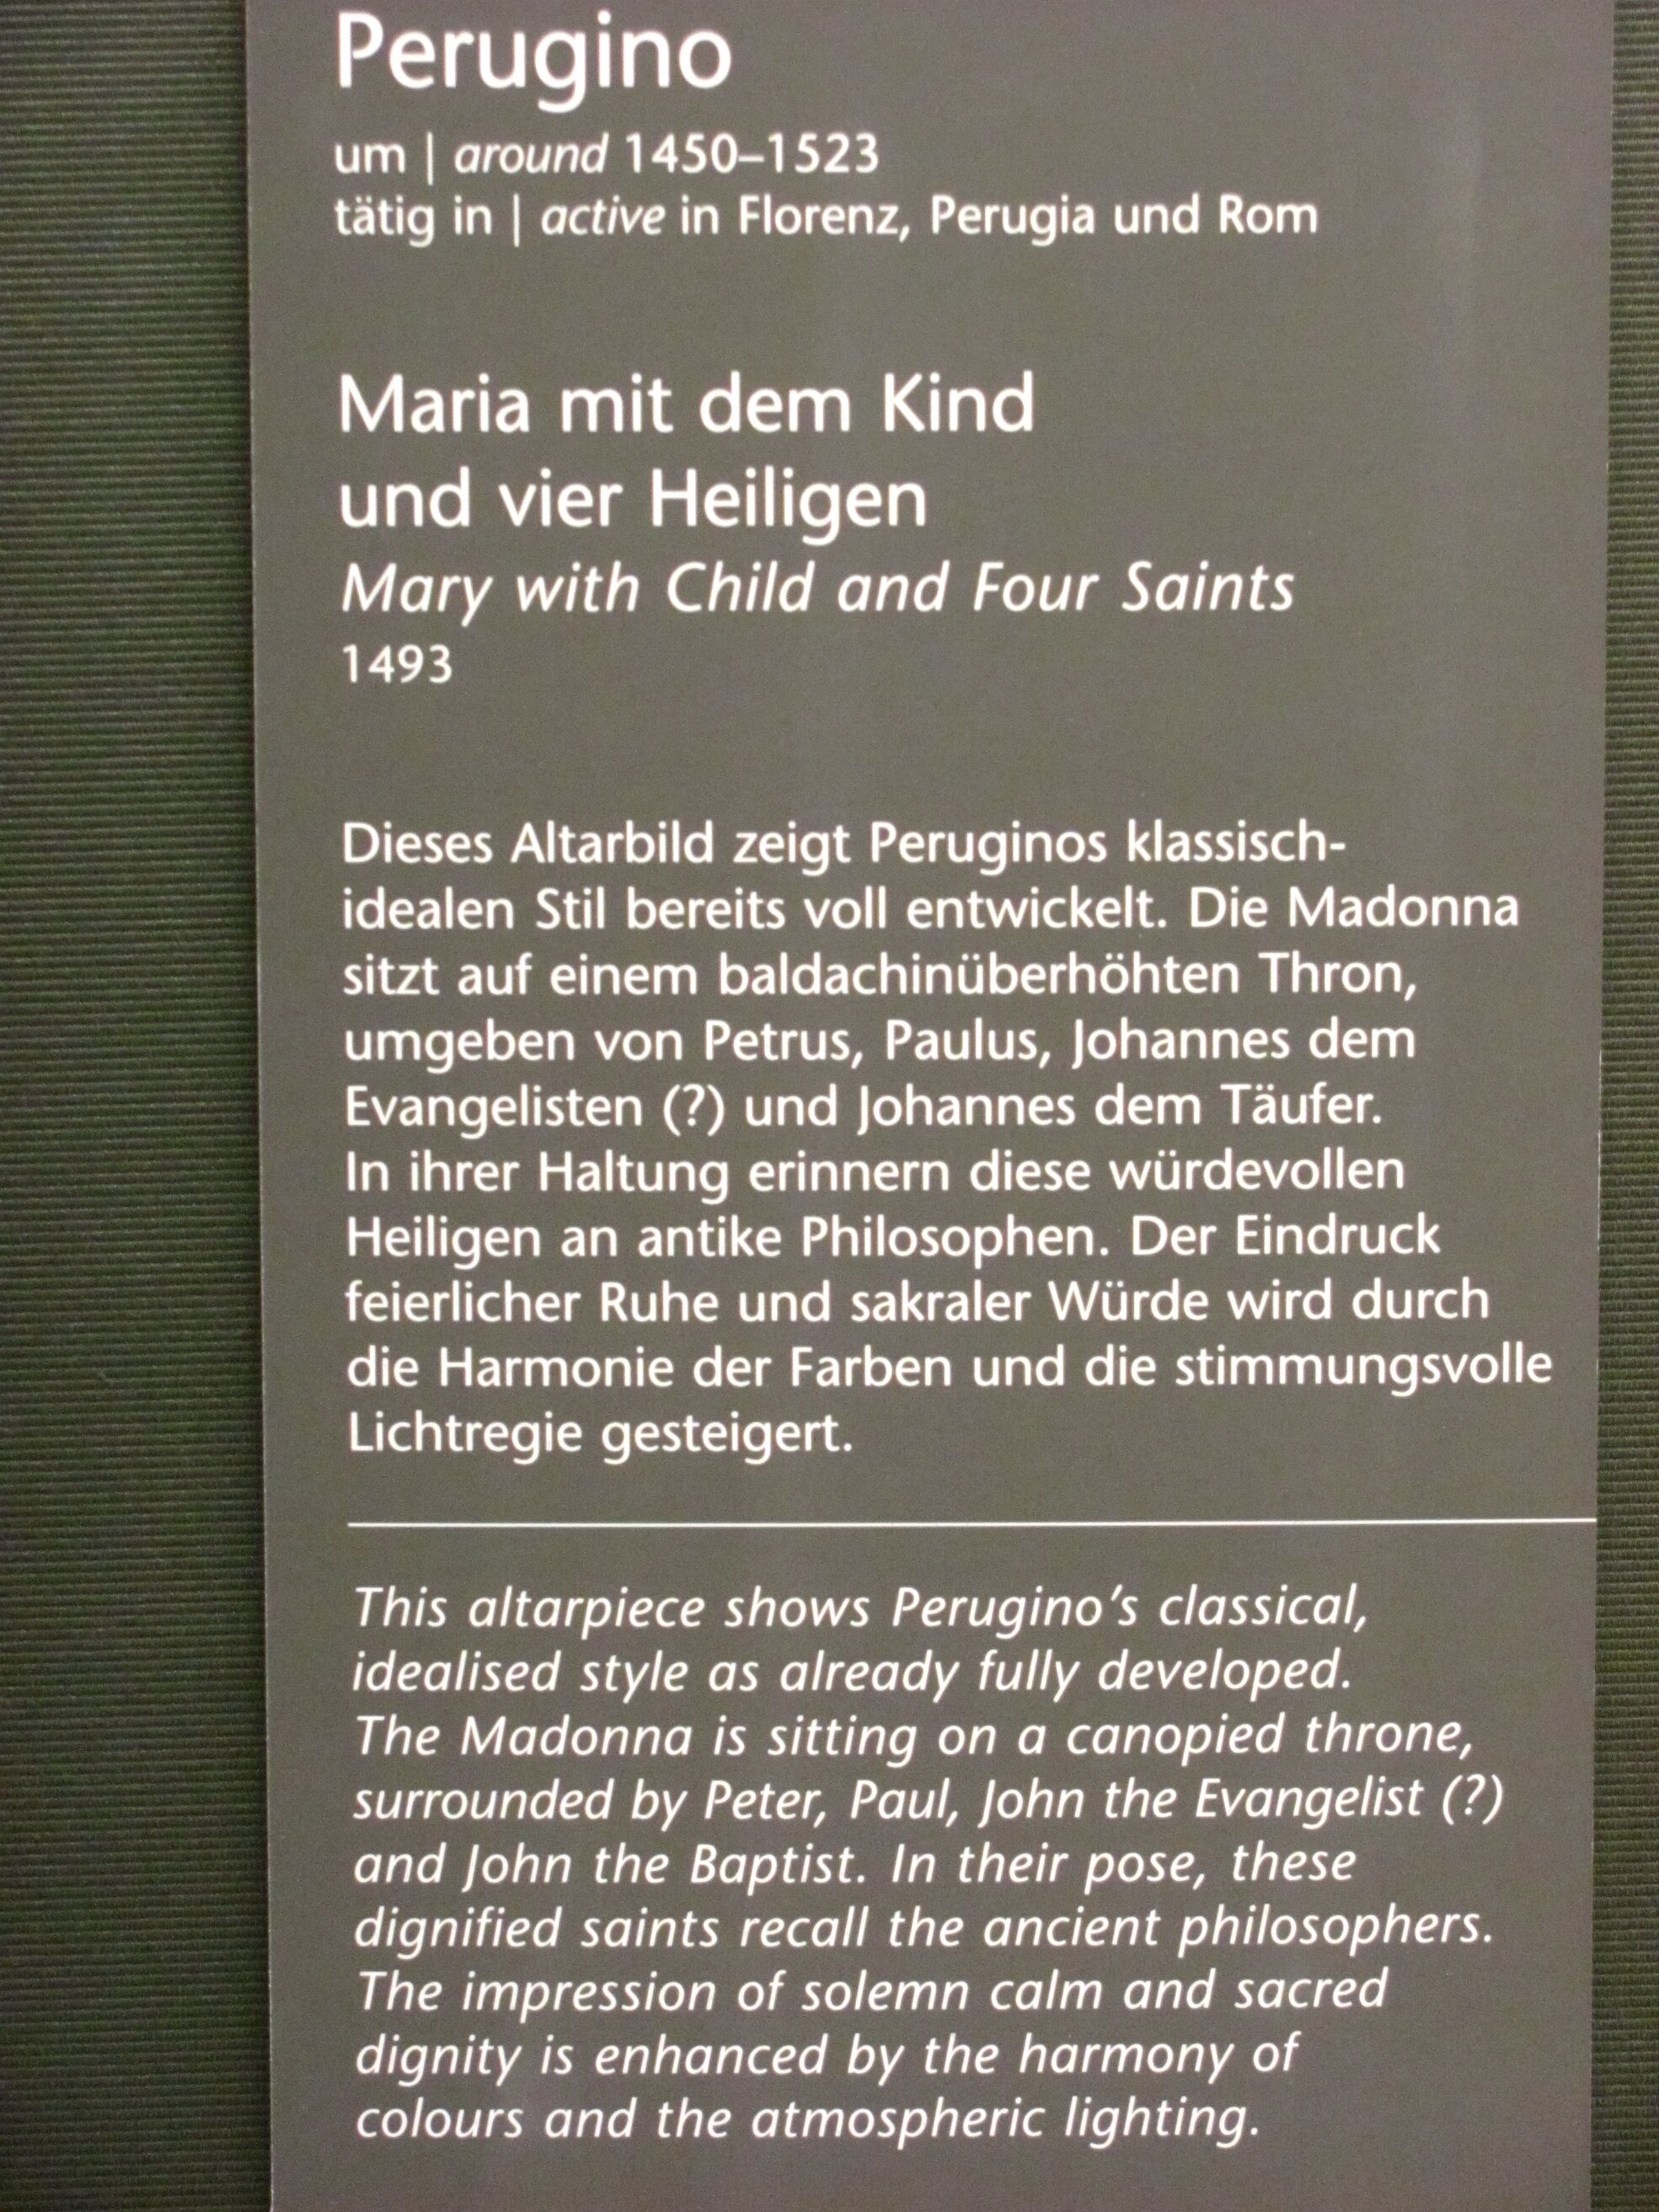 Perugino
um | around 1450–1523
tätig in | active in Florenz, Perugia und Rom
Maria mit dem Kind
und vier Heiligen
Mary with Child and Four Saints
1493
Dieses Altarbild zeigt Peruginos klassisch-
idealen Stil bereits voll entwickelt. Die Madonna
sitzt auf einem baldachinüberhöhten Thron,
umgeben von Petrus, Paulus, Johannes dem
Evangelisten (?) und Johannes dem Täufer.
In ihrer Haltung erinnern diese würdevollen
Heiligen an antike Philosophen. Der Eindruck
feierlicher Ruhe und sakraler Würde wird durch
die Harmonie der Farben und die stimmungsvolle
Lichtregie gesteigert.
This altarpiece shows Perugino's classical,
idealised style as already fully developed.
The Madonna is sitting on a canopied throne,
surrounded by Peter, Paul, John the Evangelist (?)
and John the Baptist. In their pose, these
dignified saints recall the ancient philosophers.
The impression of solemn calm and sacred
dignity is enhanced by the harmony of
colours and the atmospheric lighting.